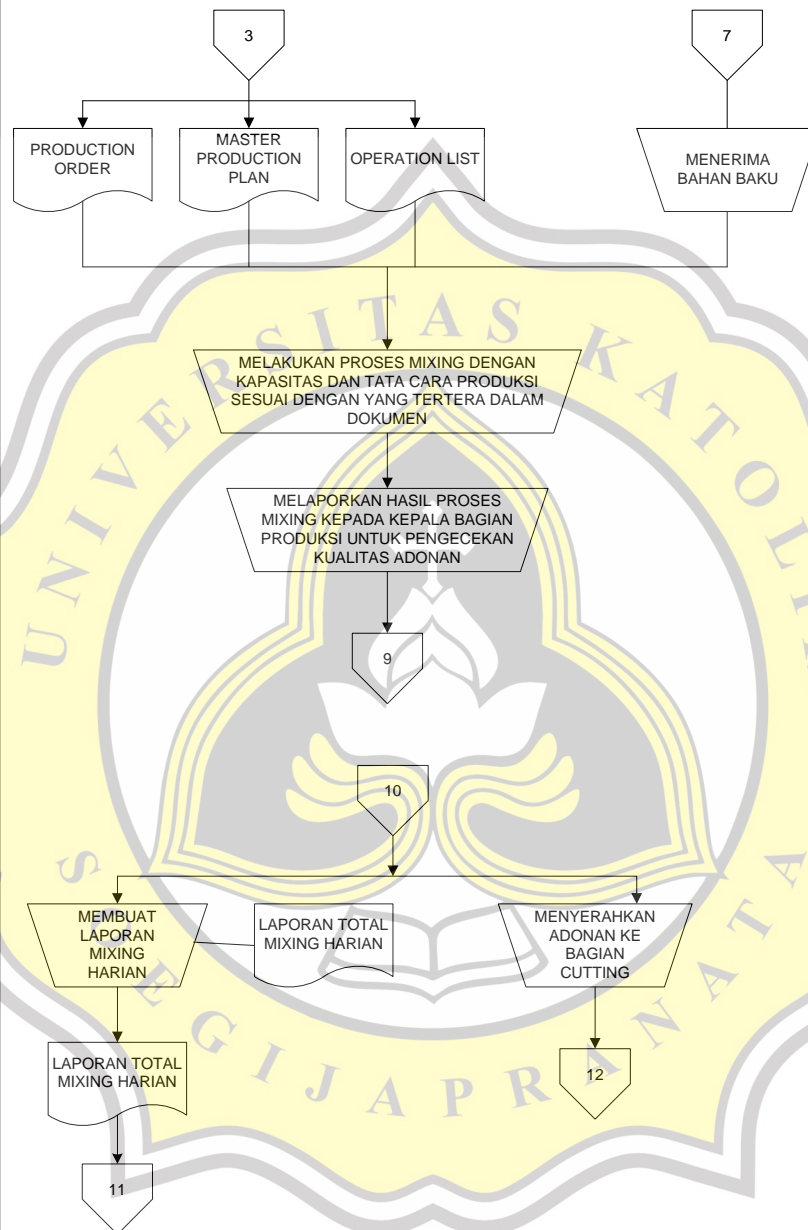 3
7
PRODUCTION
ORDER
MASTER
PRODUCTION
PLAN
OPERATION LIST
MENERIMA
BAHAN BAKU
MELAKUKAN PROSES MIXING DENGAN
KAPASITAS DAN TATA CARA PRODUKSI
SESUAI DENGAN YANG TERTERA DALAM
DOKUMEN
MELAPORKAN HASIL PROSES
MIXING KEPADA KEPALA BAGIAN
PRODUKSI UNTUK PENGECEKAN
KUALITAS ADONAN
9
10
MEMBUAT
LAPORAN
MIXING
HARIAN
LAPORAN TOTAL
MIXING HARIAN
MENYERAHKAN
ADONAN KE
BAGIAN
CUTTING
LAPORAN TOTAL
MIXING HARIAN
12
11
UNIVERSITAS KATOLI
SOEGIJAPRANATA